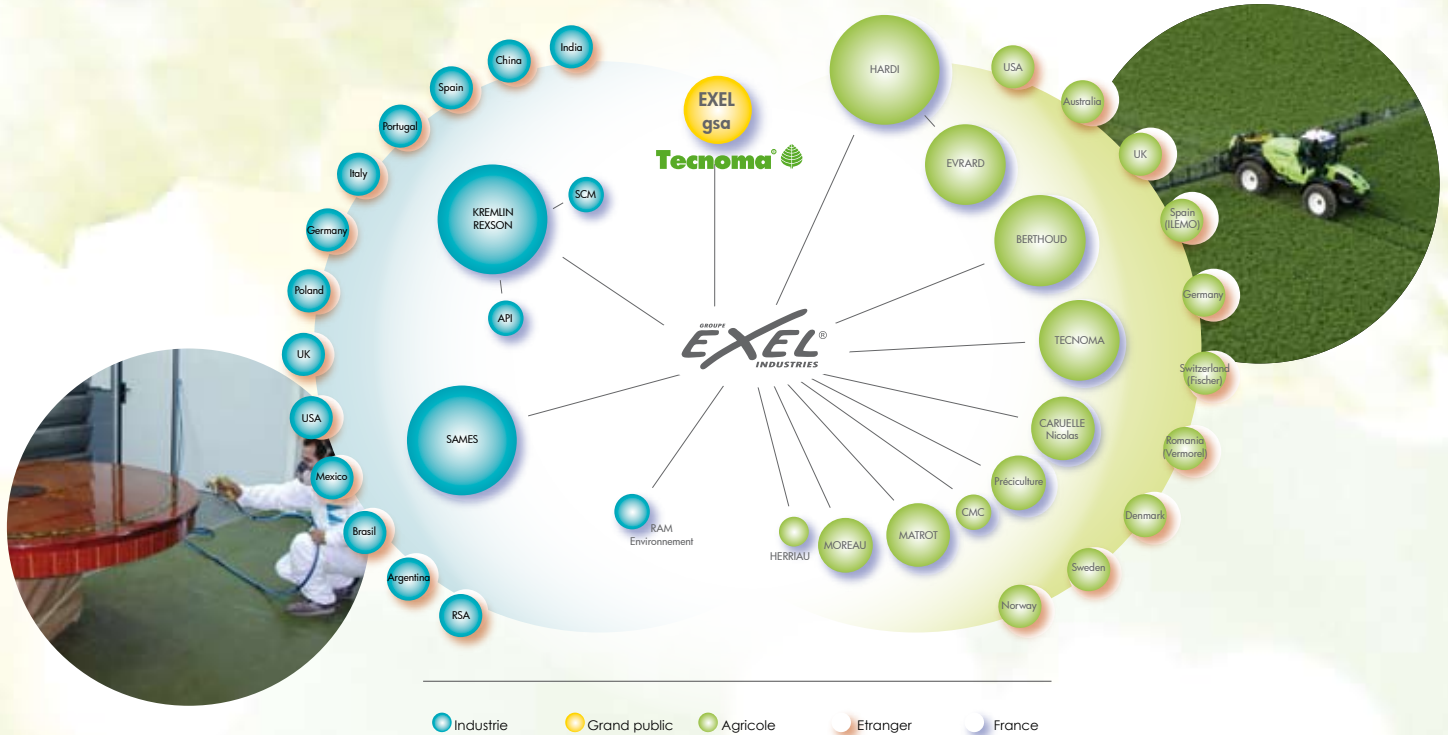 India
China
Spain
Portugal
Italy
Germany
Poland
UK
USA
Mexico
Brasil
Argentina
RSA
KREMLIN
REXSON
SCM
API
SAMES
RAM
Environnement
EXEL
gsa
Tecnoma®
GROUPE
EXEL®
INDUSTRIES
HARDI
EVRARD
BERTHOUD
TECNOMA
CARUELLE
Nicolas
Préciculture
CMC
MATROT
MOREAU
HERRIAU
USA
Australia
UK
Spain
(ILEMO)
Germany
Switzerland
(Fischer)
Romania
(Vermorel)
Denmark
Sweden
Norway
Industrie
Grand public
Agricole
Etranger
France